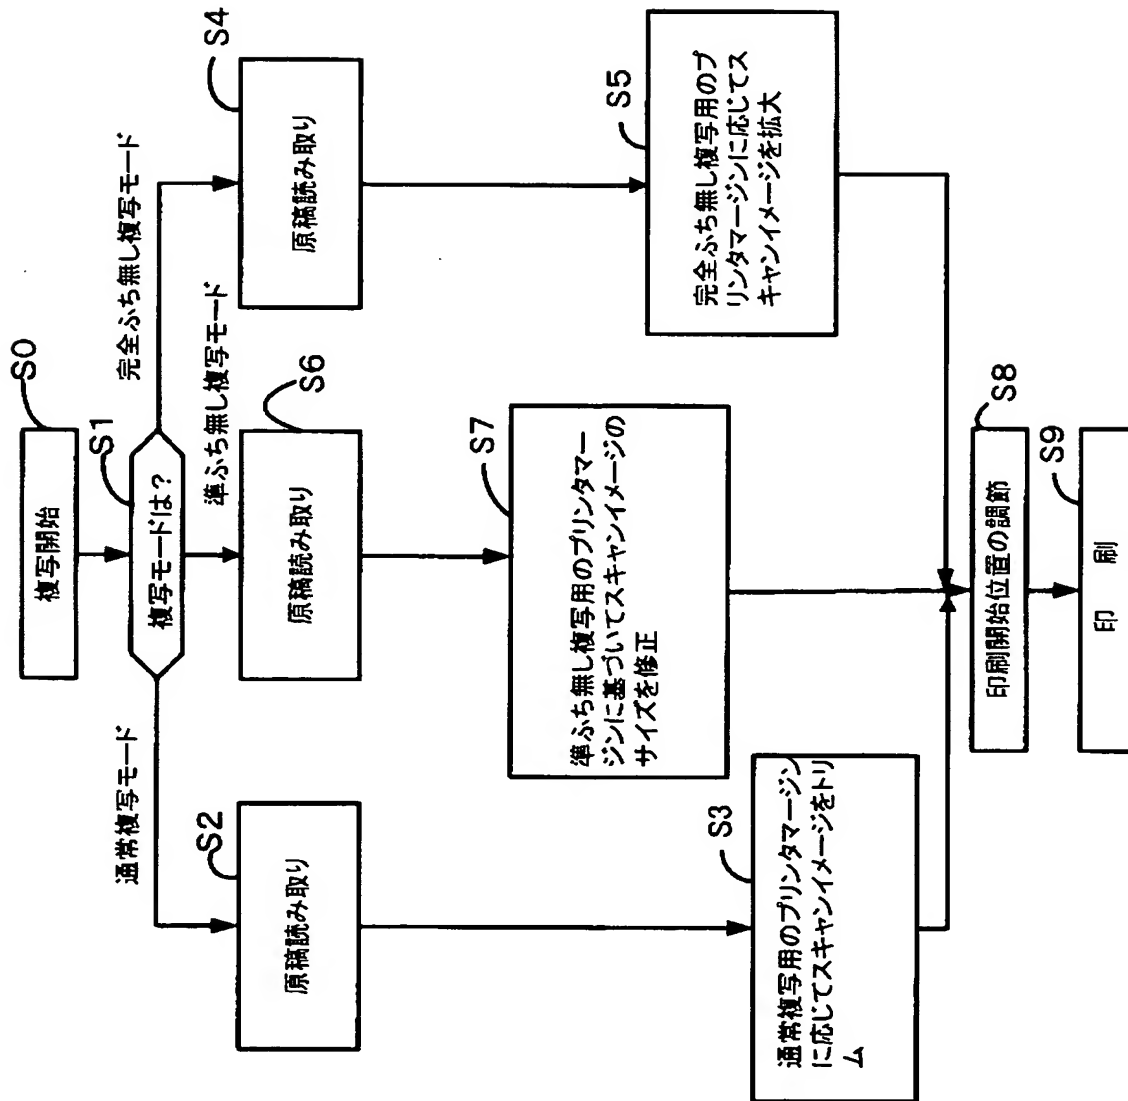 複写開始
S0
複写モードは?
S1
通常複写モード
準ふち無し複写モード
完全ふち無し複写モード
原稿読み取り
S2
原稿読み取り
S6
原稿読み取り
S4
通常複写用のプリンタマージン
に応じてスキャンイメージをトリ
ム
S3
準ふち無し複写用のプリンタマー
ジンに基づいてスキャンイメージの
サイズを修正
S7
完全ふち無し複写用のプ
リンタマージンに応じてス
キャンイメージを拡大
S5
印刷開始位置の調節
S8
印 刷
S9